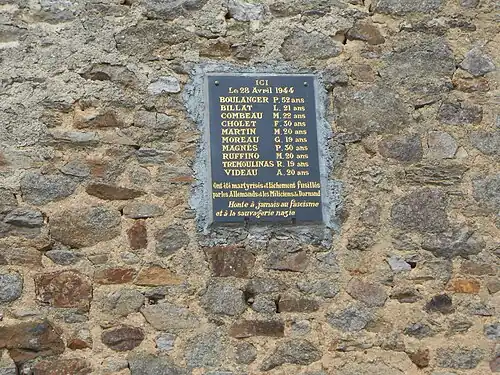 ICI
Le 28 Avril 1944
BOULANGER P. 52 ans
BILLAT L. 21 ans
COMBEAU M. 22 ans
CHOLET F. 30 ans
MARTIN M. 20 ans
MOREAU G. 19 ans
MAGNÈS P. 30 ans
RUFFINO M. 20 ans
TREMOULINAS R. 19 ans
VIDEAU A. 20 ans
Ont été martyrisés et lâchement fusillés
par les Allemands et les Miliciens de Darnand
Honte à jamais au fascisme
et à la sauvagerie nazie